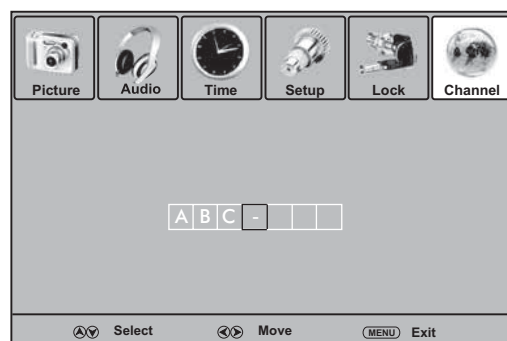 Picture Audio Time Setup Lock Channel
A B C -
Select Move MENU Exit